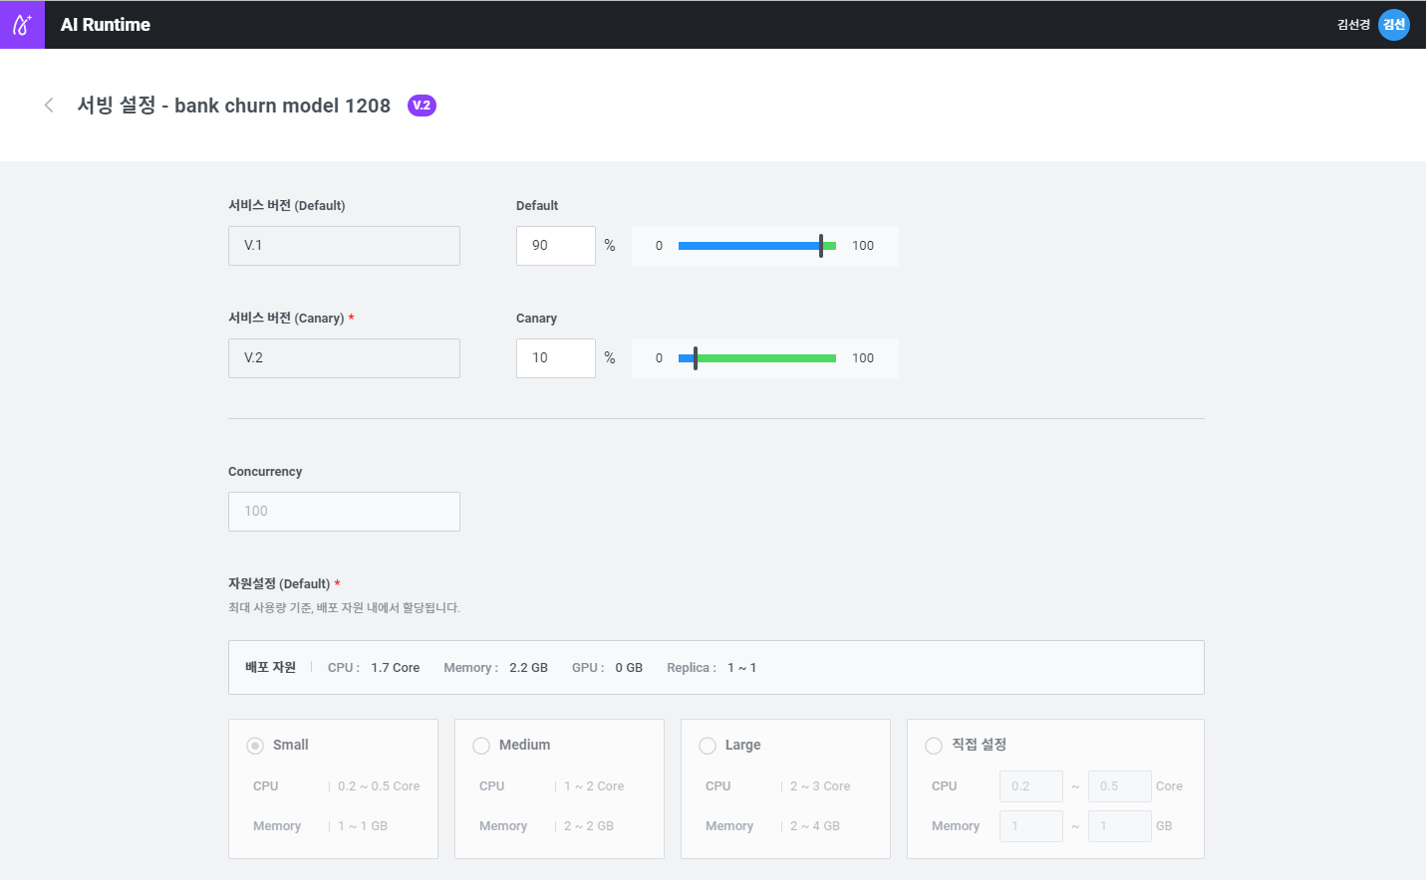 AI Runtime
김선경 김선
서빙 설정 - bank churn model 1208 V.2
서비스 버전 (Default) Default
V.1 90 % 0 100
서비스 버전 (Canary) * Canary
V.2 10 % 0 100
Concurrency
100
자원설정 (Default) *
최대 사용량 기준, 배포 자원 내에서 할당됩니다.
배포 자원 CPU : 1.7 Core Memory : 2.2 GB GPU : 0 GB Replica : 1 ~ 1
Small Medium Large 직접 설정
CPU 0.2 ~ 0.5 Core CPU 1 ~ 2 Core CPU 2 ~ 3 Core CPU 0.2 ~ 0.5 Core
Memory 1 ~ 1 GB Memory 2 ~ 2 GB Memory 2 ~ 4 GB Memory 1 ~ 1 GB